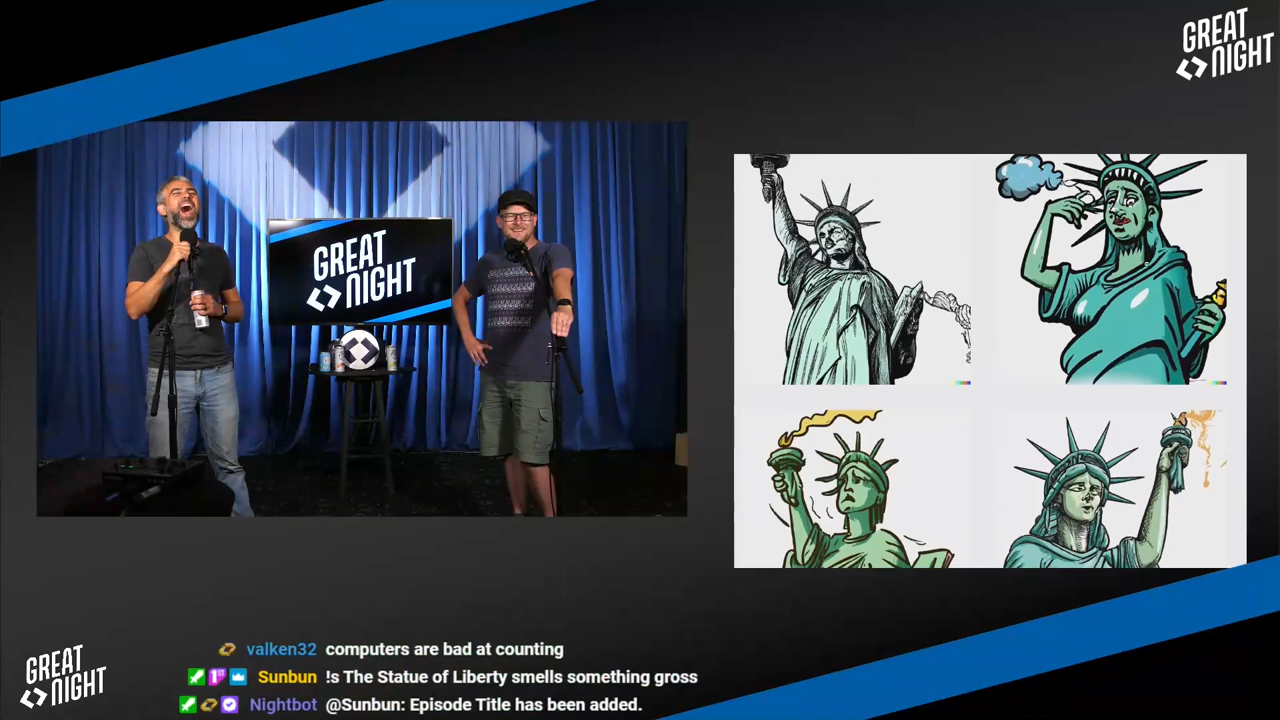 GREAT
NIGHT
GREAT
NIGHT
GREAT
NIGHT
valken32 computers are bad at counting
Sunbun !s The Statue of Liberty smells something gross
Nightbot @Sunbun: Episode Title has been added.